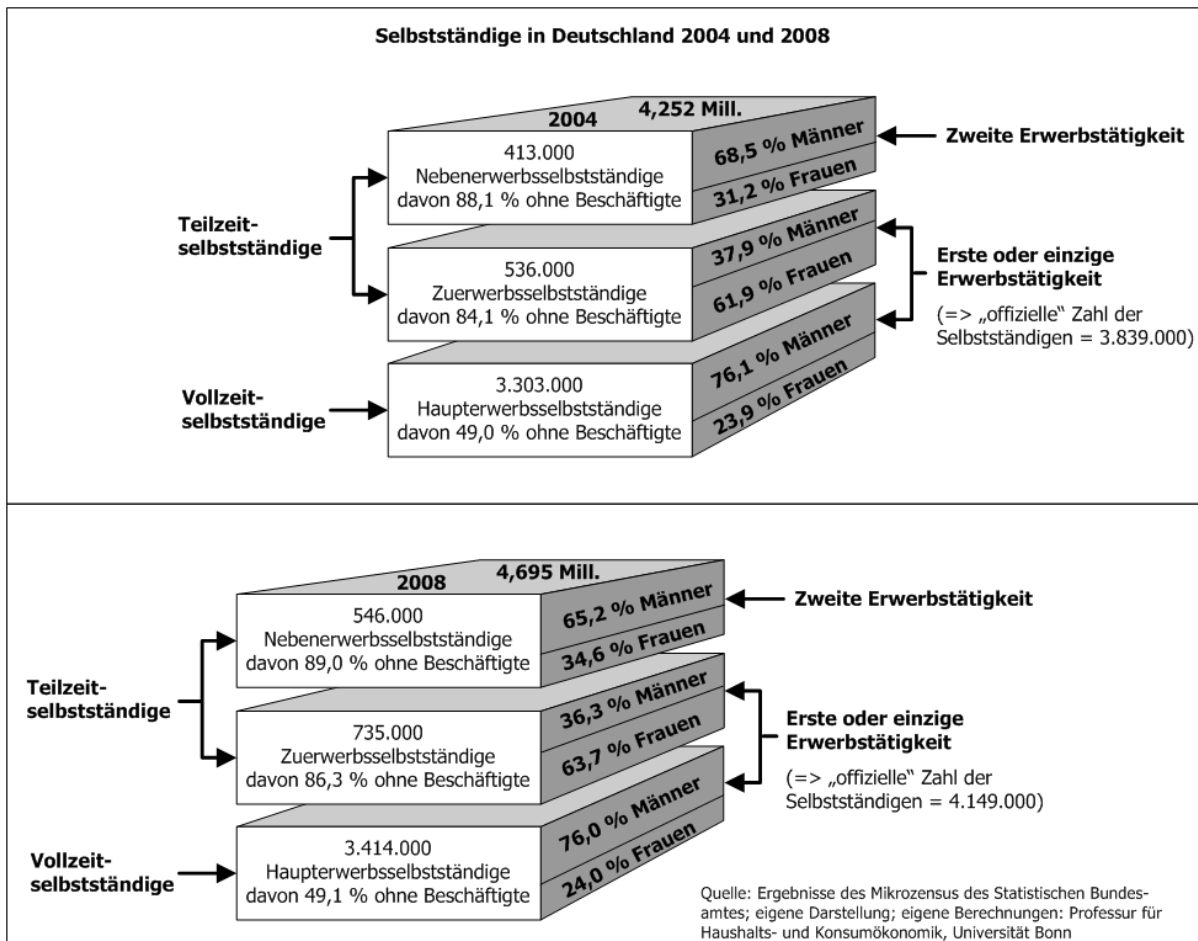 Selbstständige in Deutschland 2004 und 2008
2004
4,252 Mill.
413.000
Nebenerwerbsselbstständige
davon 88,1 % ohne Beschäftigte
68,5 % Männer
31,2 % Frauen
Zweite Erwerbstätigkeit
Teilzeit-
selbstständige
536.000
Zuerwerbsselbstständige
davon 84,1 % ohne Beschäftigte
37,9 % Männer
61,9 % Frauen
Erste oder einzige
Erwerbstätigkeit
(=> „offizielle“ Zahl der
Selbstständigen = 3.839.000)
Vollzeit-
selbstständige
3.303.000
Haupterwerbsselbstständige
davon 49,0 % ohne Beschäftigte
76,1 % Männer
23,9 % Frauen
2008
4,695 Mill.
546.000
Nebenerwerbsselbstständige
davon 89,0 % ohne Beschäftigte
65,2 % Männer
34,6 % Frauen
Zweite Erwerbstätigkeit
Teilzeit-
selbstständige
735.000
Zuerwerbsselbstständige
davon 86,3 % ohne Beschäftigte
36,3 % Männer
63,7 % Frauen
Erste oder einzige
Erwerbstätigkeit
(=> „offizielle“ Zahl der
Selbstständigen = 4.149.000)
Vollzeit-
selbstständige
3.414.000
Haupterwerbsselbstständige
davon 49,1 % ohne Beschäftigte
76,0 % Männer
24,0 % Frauen
Quelle: Ergebnisse des Mikrozensus des Statistischen Bundes-
amtes; eigene Darstellung; eigene Berechnungen: Professur für
Haushalts- und Konsumökonomik, Universität Bonn